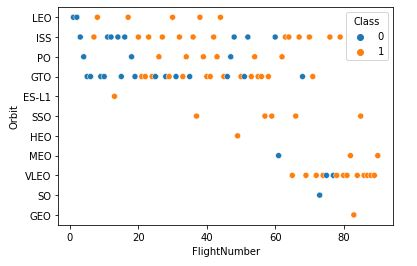 LEO
ISS
PO
GTO
ES-L1
SSO
HEO
MEO
VLEO
SO
GEO
Orbit
Class
0
1
0 20 40 60 80
FlightNumber